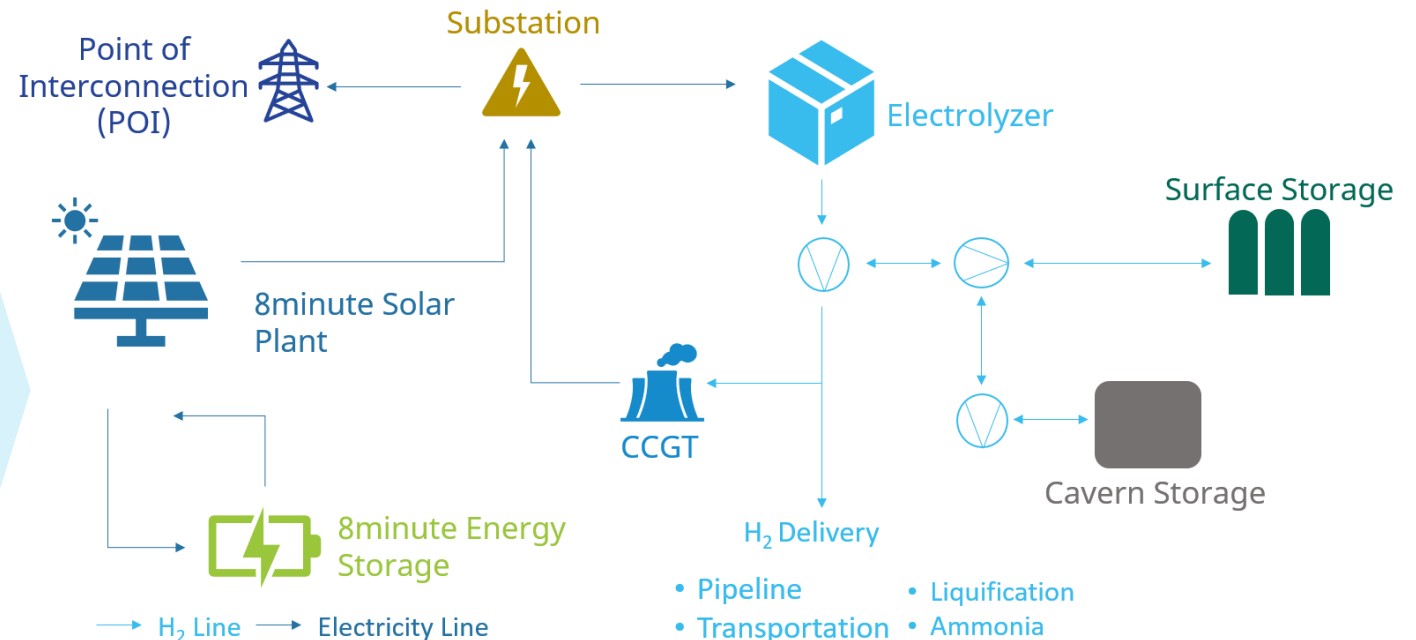 Substation
Point of
Interconnection
(POI)
Electrolyzer
Surface Storage
8minute Solar
Plant
CCGT
Cavern Storage
8minute Energy
Storage
H₂ Delivery
• Pipeline
• Transportation
• Liquification
• Ammonia
H₂ Line
Electricity Line